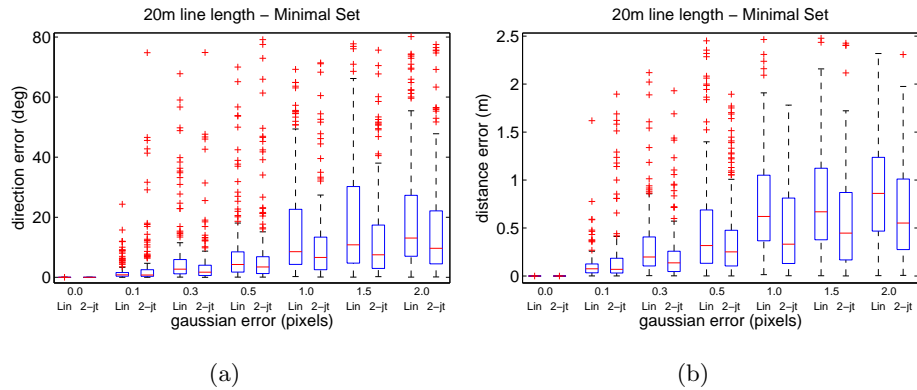 20m line length − Minimal Set
direction error (deg)
80
60
40
20
0
0.0 0.1 0.3 0.5 1.0 1.5 2.0
Lin 2−jt Lin 2−jt Lin 2−jt Lin 2−jt Lin 2−jt Lin 2−jt Lin 2−jt
gaussian error (pixels)
(a)
20m line length − Minimal Set
distance error (m)
2.5
2
1.5
1
0.5
0
0.0 0.1 0.3 0.5 1.0 1.5 2.0
Lin 2−jt Lin 2−jt Lin 2−jt Lin 2−jt Lin 2−jt Lin 2−jt Lin 2−jt
gaussian error (pixels)
(b)